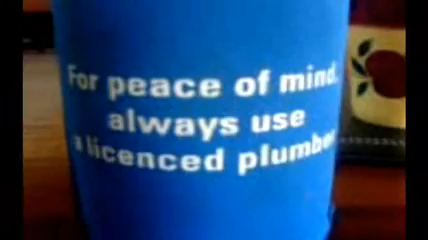 For peace of mind,
always use
a licenced plumber